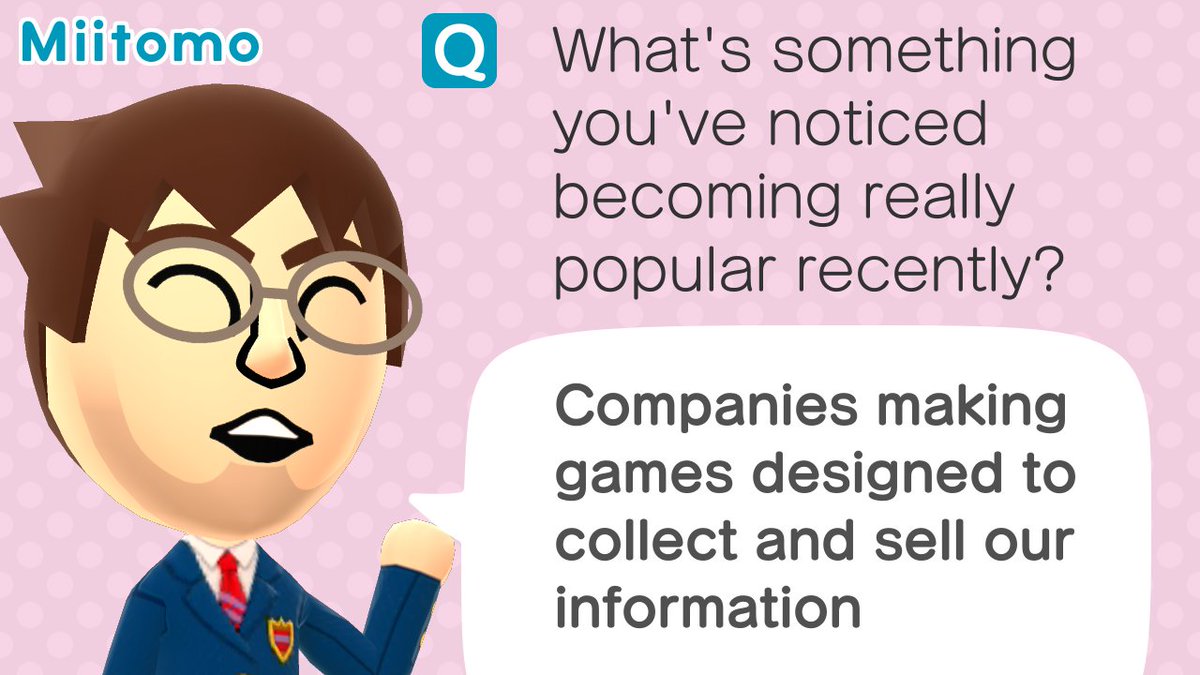 Miitomo
Q
What's something
you've noticed
becoming really
popular recently?
Companies making
games designed to
collect and sell our
information